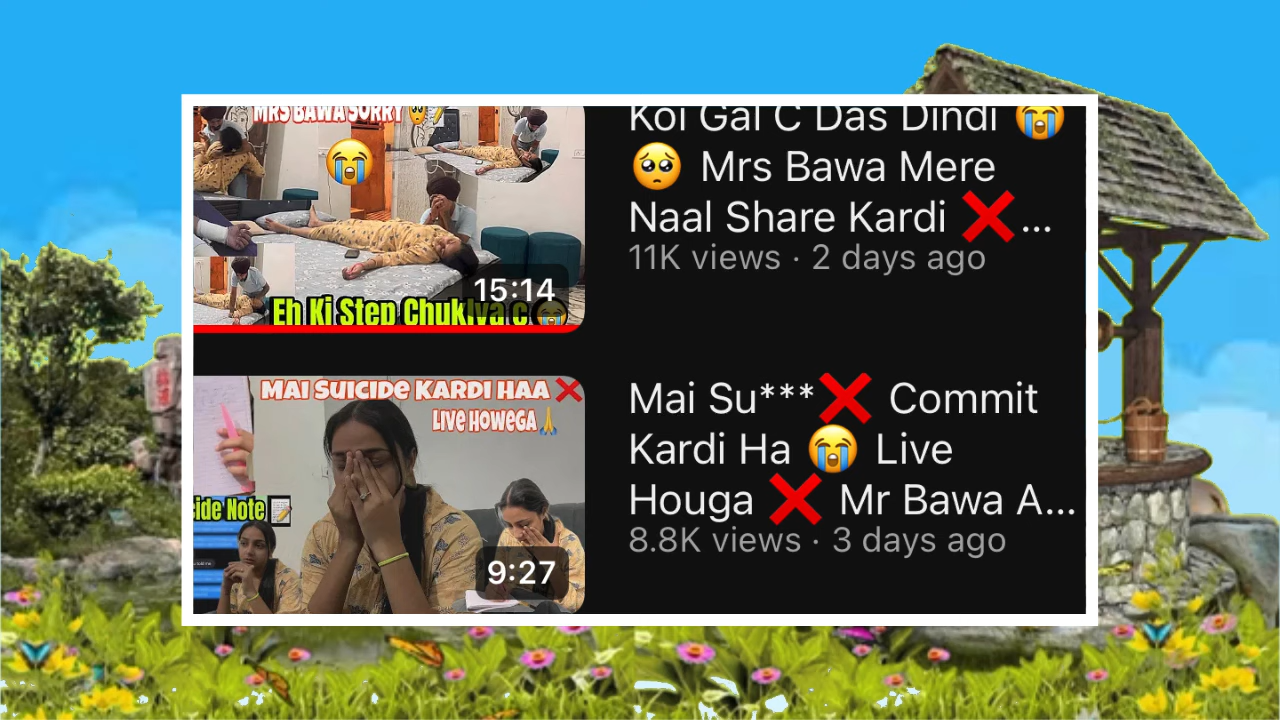 MRS BAWA SORRY 🥺📝
15:14
Eh Ki Step Chuklya C 😭
Koi Gal C Das Dindi 😭
🥺 Mrs Bawa Mere
Naal Share Kardi ❌...
11K views · 2 days ago
MAI SUICIDE KARDI HAA ❌
LIVE HOWEGA🙏
cide Note 📝
9:27
Mai Su***❌ Commit
Kardi Ha 😭 Live
Houga ❌ Mr Bawa A...
8.8K views · 3 days ago